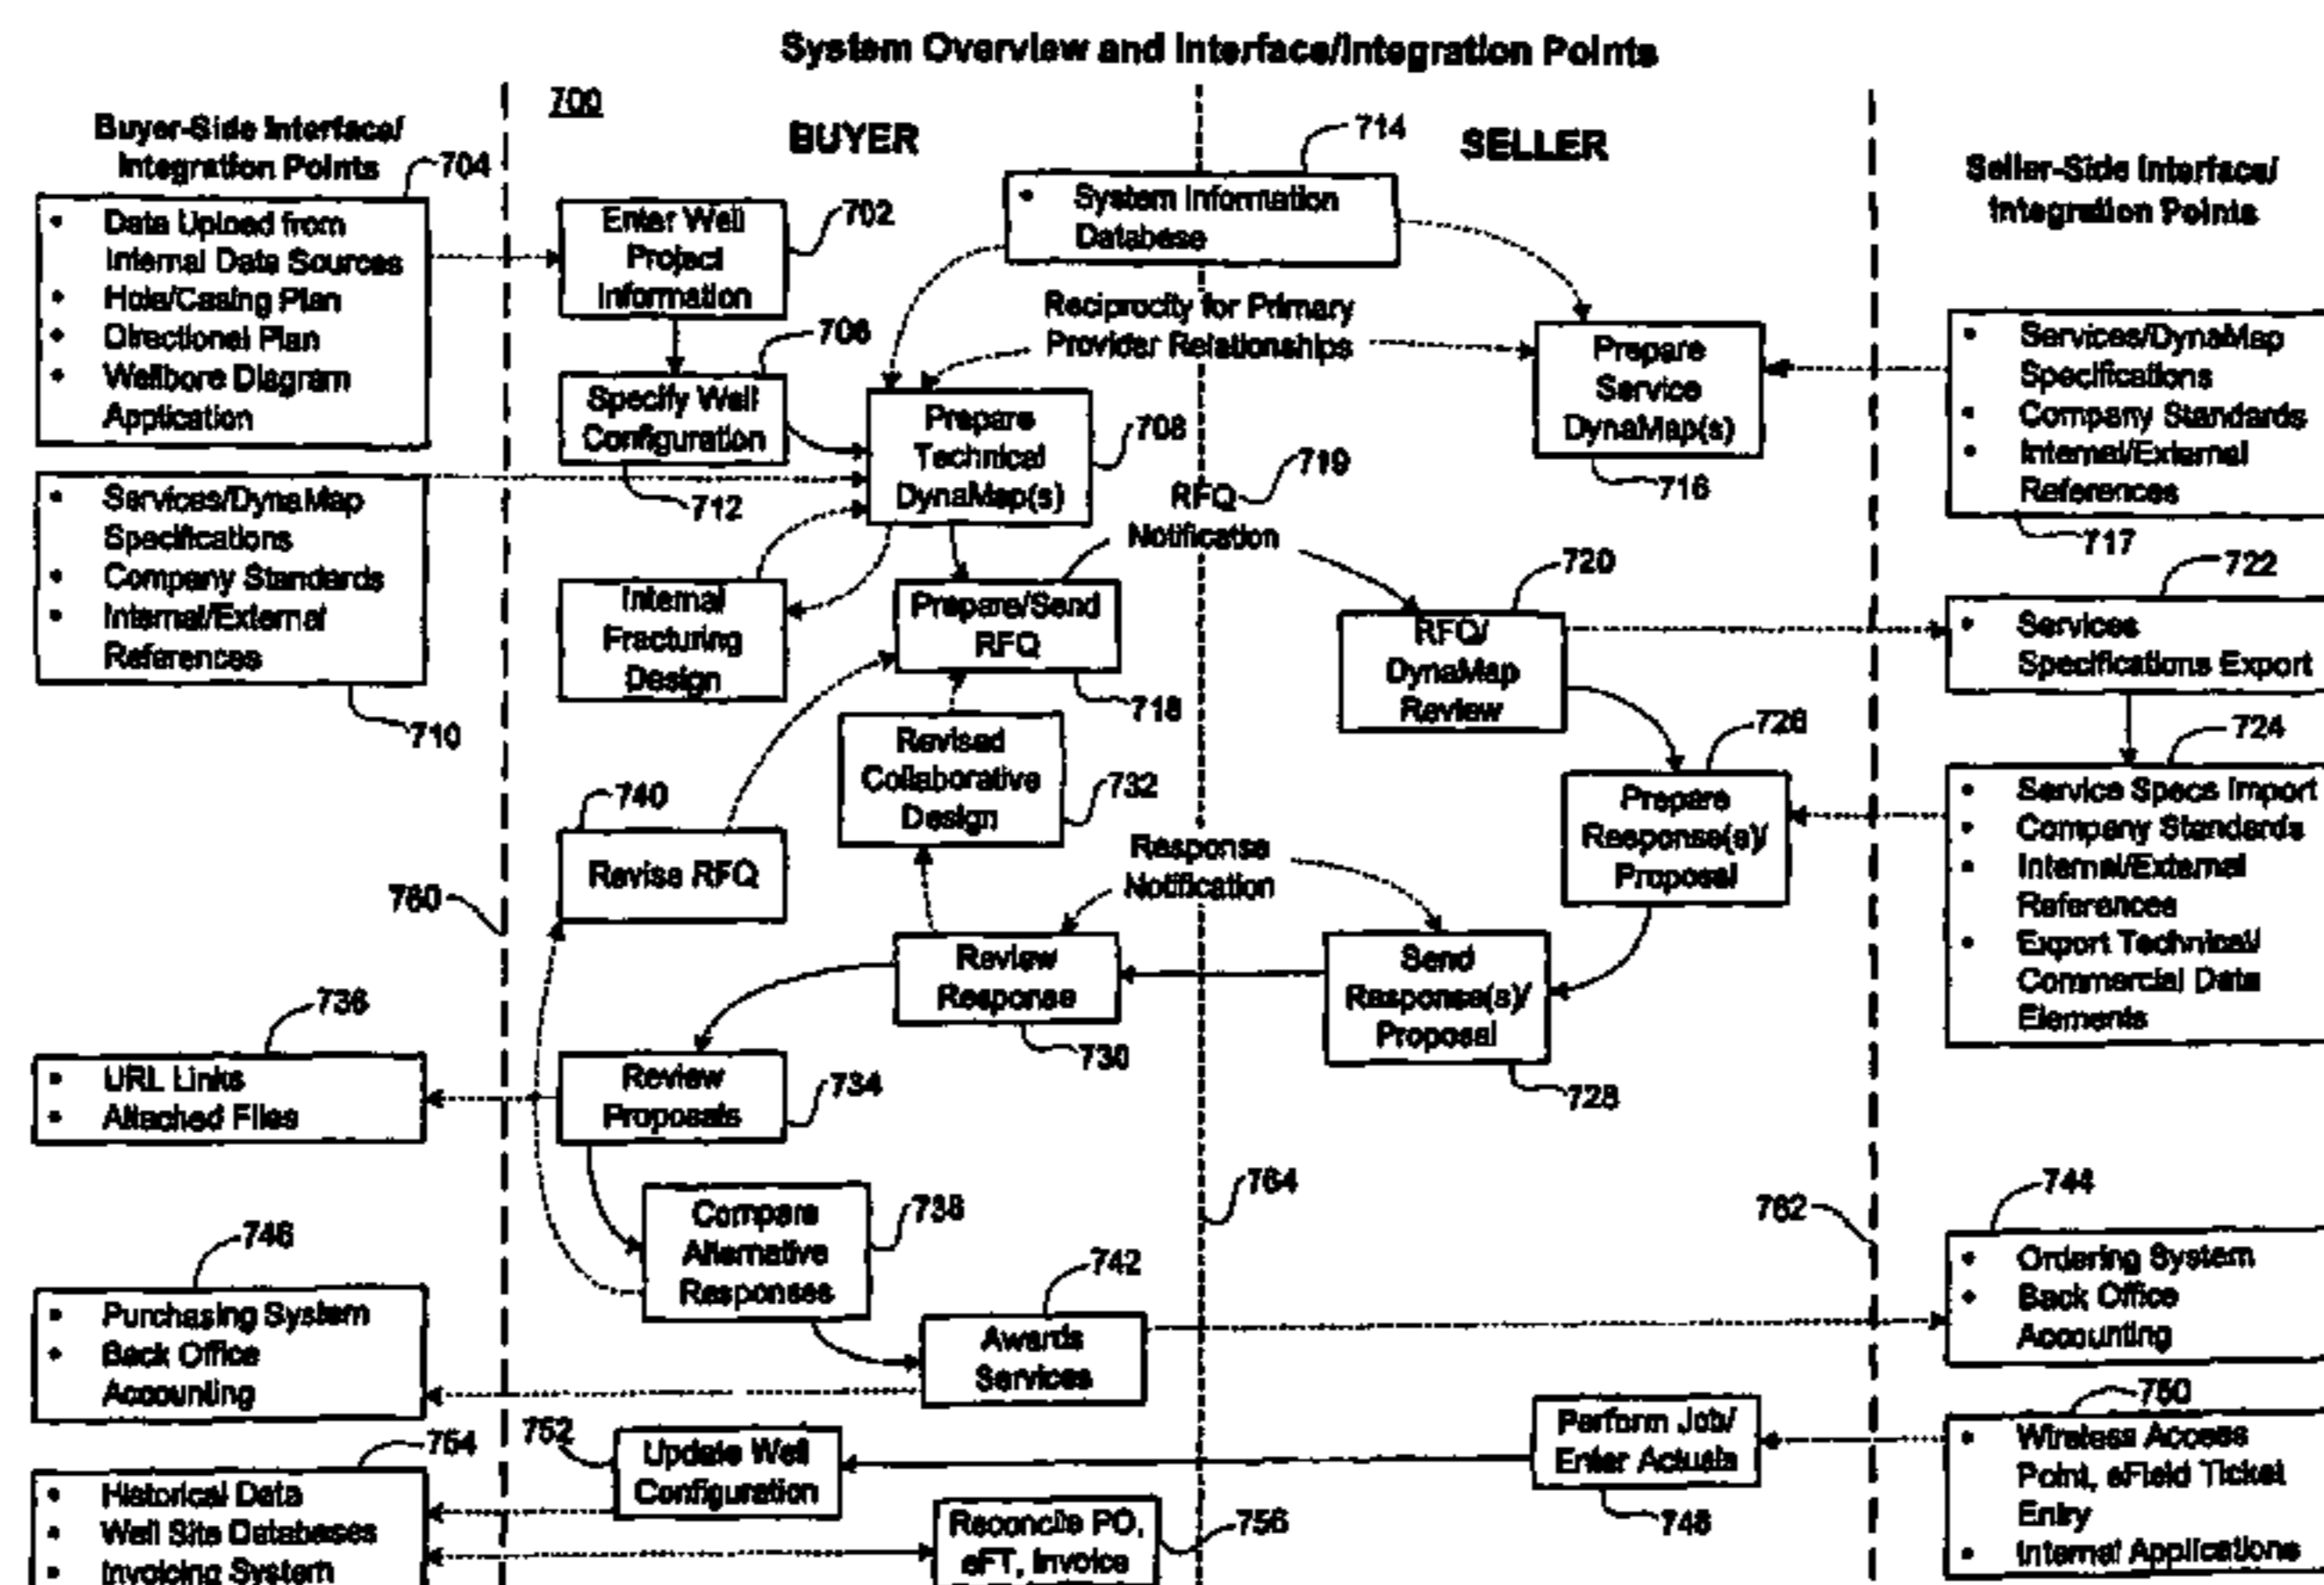 System Overview and Interface/Integration Points
700
Buyer-Side Interface/
Integration Points
BUYER
SELLER
Seller-Side Interface/
Integration Points
704
• Data Upload from
Internal Data Sources
• Hole/Casing Plan
• Directional Plan
• Wellbore Diagram
Application
Enter Well
Project
Information
702
714
• System Information
Database
Reciprocity for Primary
Provider Relationships
706
Specify Well
Configuration
712
Prepare
Technical
DynaMap(s)
708
Prepare
Service
DynaMap(s)
716
• Services/DynaMap
Specifications
• Company Standards
• Internal/External
References
717
• Services/DynaMap
Specifications
• Company Standards
• Internal/External
References
710
RFQ
Notification
719
Internal
Fracturing
Design
Prepare/Send
RFQ
718
720
RFQ/
DynaMap
Review
722
• Services
Specifications Export
724
• Service Specs Import
• Company Standards
• Internal/External
References
• Export Technical/
Commercial Data
Elements
Revised
Collaborative
Design
732
726
Prepare
Response(s)/
Proposal
740
Revise RFQ
760
Response
Notification
Review
Response
730
Send
Response(s)/
Proposal
728
736
• URL Links
• Attached Files
Review
Proposals
734
764
762
Compare
Alternative
Responses
738
742
Awards
Services
744
• Ordering System
• Back Office
Accounting
746
• Purchasing System
• Back Office
Accounting
750
• Wireless Access
Point, eField Ticket
Entry
• Internal Applications
Perform Job/
Enter Actuals
748
752
Update Well
Configuration
754
• Historical Data
• Well Site Databases
• Invoicing System
Reconcile PO,
eFT, Invoice
756